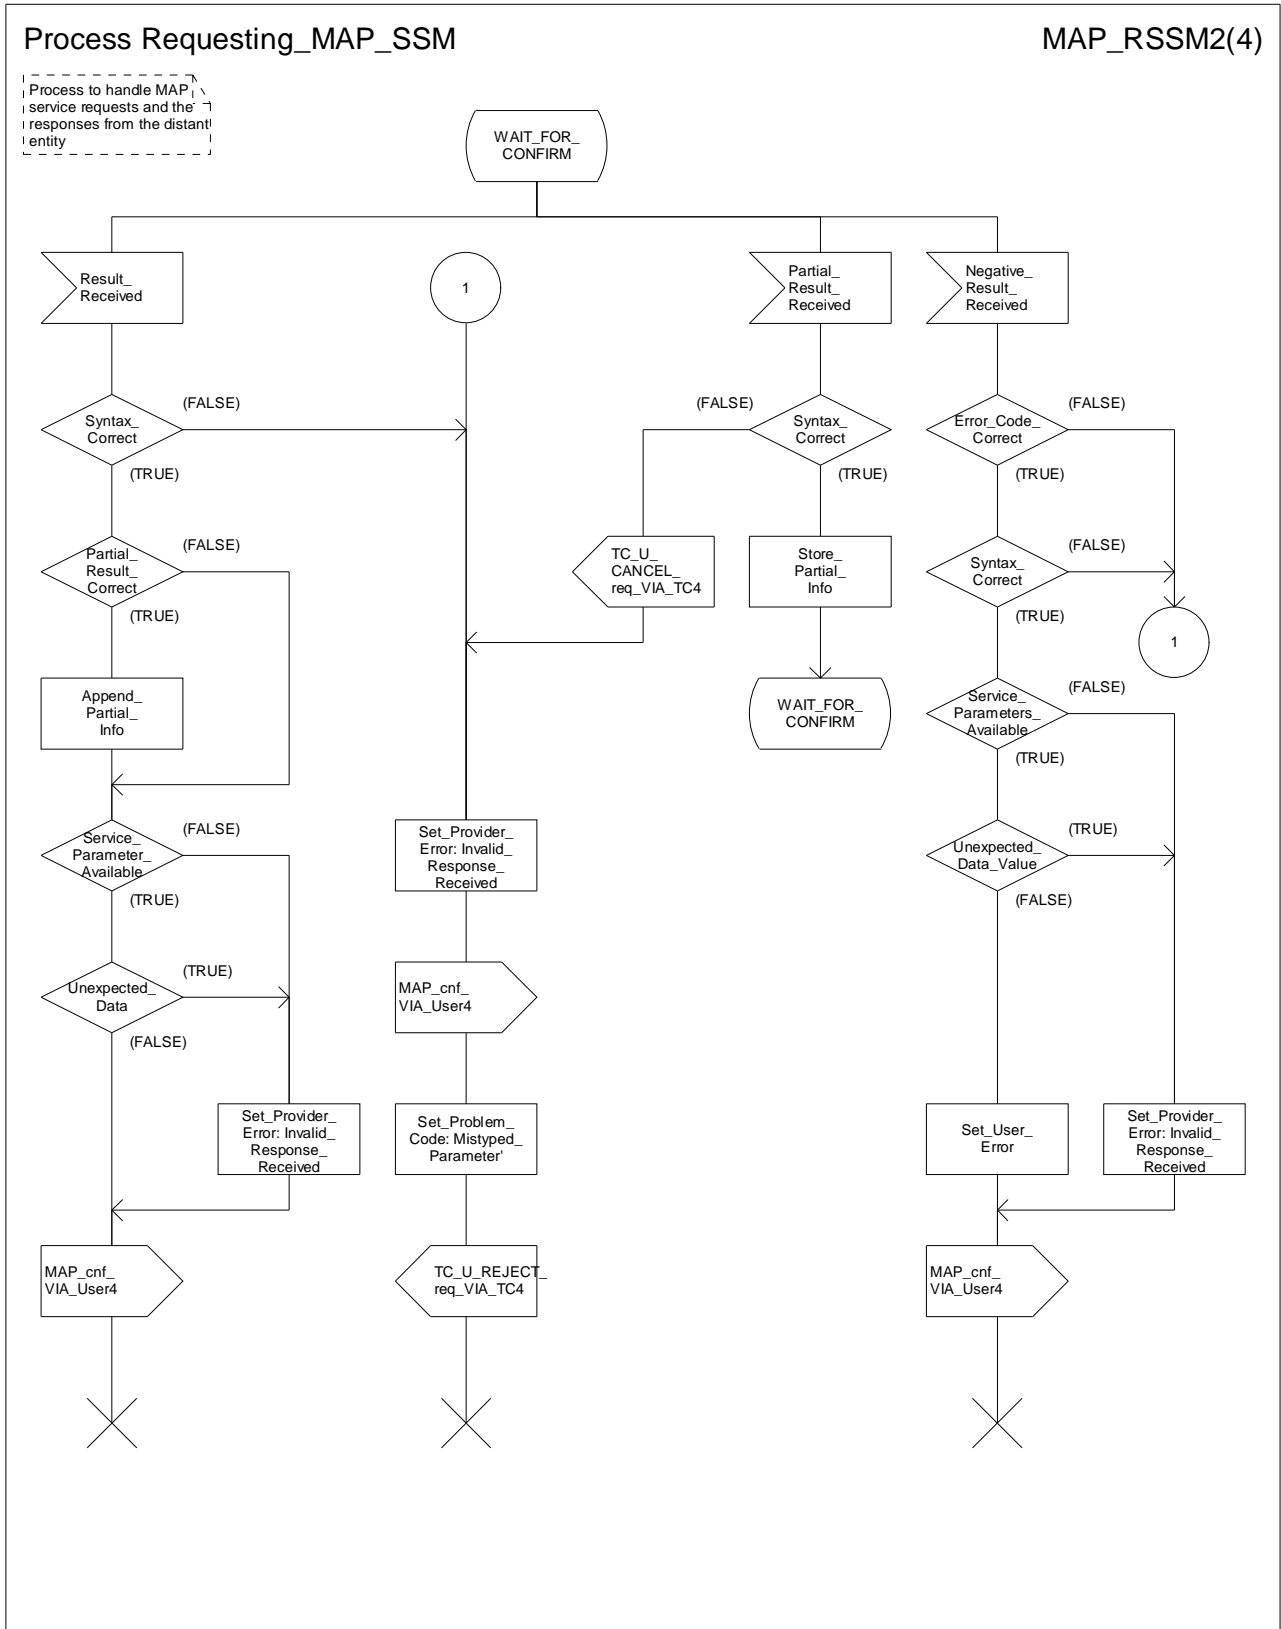 Process Requesting_MAP_SSM
MAP_RSSM2(4)
Process to handle MAP
service requests and the
responses from the distant
entity
WAIT_FOR_
CONFIRM
Result_
Received
1
Partial_
Result_
Received
Negative_
Result_
Received
Syntax_
Correct
(FALSE)
(TRUE)
(FALSE)
Syntax_
Correct
(TRUE)
Error_Code_
Correct
(FALSE)
(TRUE)
Partial_
Result_
Correct
(FALSE)
(TRUE)
TC_U_
CANCEL_
req_VIA_TC4
Store_
Partial_
Info
Syntax_
Correct
(FALSE)
(TRUE)
1
Append_
Partial_
Info
WAIT_FOR_
CONFIRM
Service_
Parameters_
Available
(FALSE)
(TRUE)
Service_
Parameter_
Available
(FALSE)
(TRUE)
Set_Provider_
Error: Invalid_
Response_
Received
Unexpected_
Data_Value
(TRUE)
(FALSE)
Unexpected_
Data
(TRUE)
(FALSE)
MAP_cnf_
VIA_User4
Set_Provider_
Error: Invalid_
Response_
Received
Set_Problem_
Code: Mistyped_
Parameter'
Set_User_
Error
Set_Provider_
Error: Invalid_
Response_
Received
MAP_cnf_
VIA_User4
TC_U_REJECT_
req_VIA_TC4
MAP_cnf_
VIA_User4